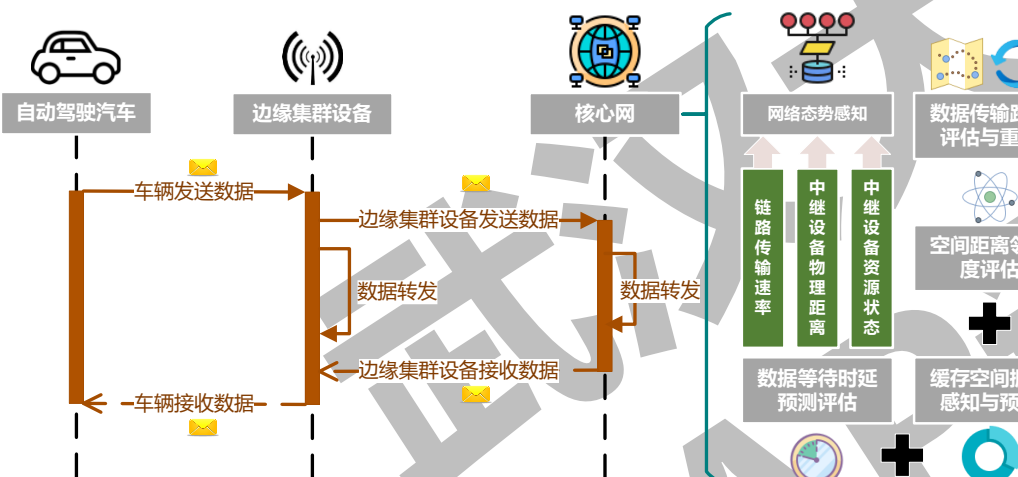 自动驾驶汽车
边缘集群设备
核心网
网络态势感知
数据传输路
评估与重
车辆发送数据
边缘集群设备发送数据
数据转发
数据转发
边缘集群设备接收数据
车辆接收数据
链路传输速率
中继设备物理距离
中继设备资源状态
空间距离邻
度评估
数据等待时延
预测评估
缓存空间拥
感知与预